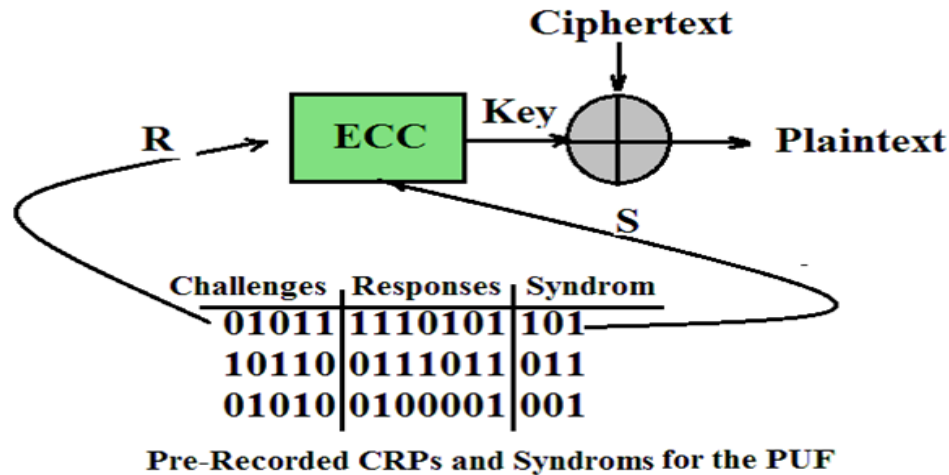 Ciphertext
R
ECC
Key
Plaintext
S
Challenges Responses Syndrom
01011 1110101 101
10110 0111011 011
01010 0100001 001
Pre-Recorded CRPs and Syndroms for the PUF